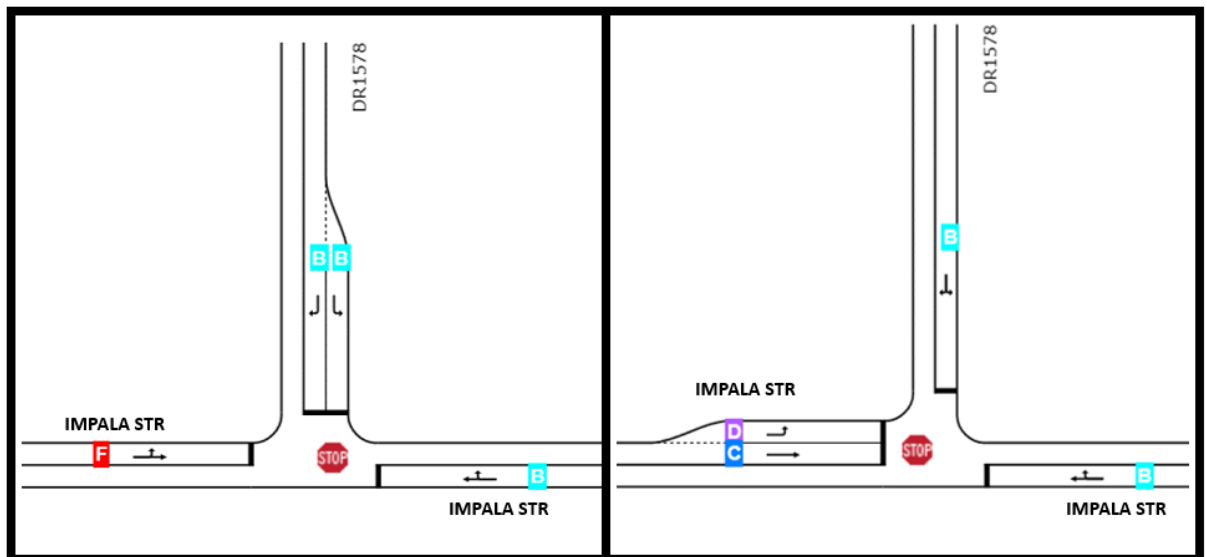 DR1578
B B
IMPALA STR
F
STOP
B
IMPALA STR
DR1578
B
IMPALA STR
D
C
STOP
B
IMPALA STR